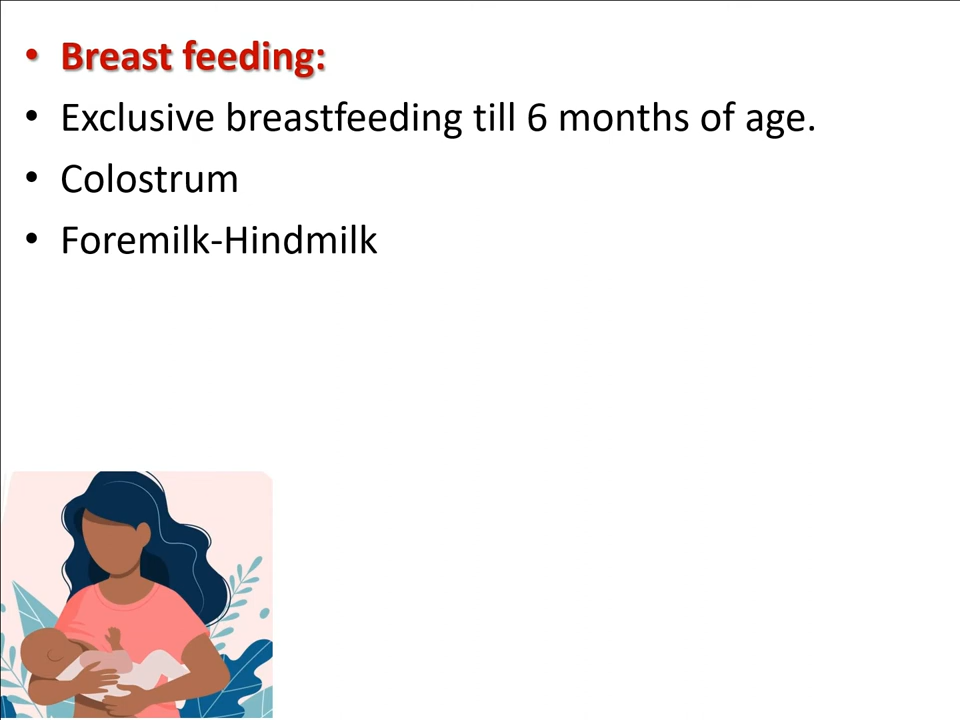 • Breast feeding:
• Exclusive breastfeeding till 6 months of age.
• Colostrum
• Foremilk-Hindmilk